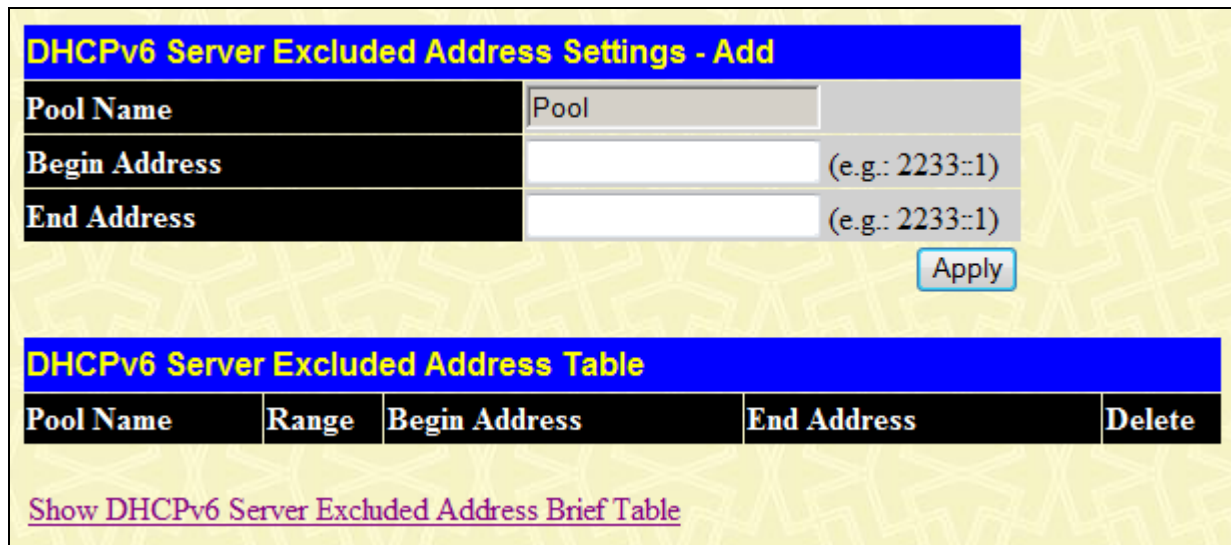 DHCPv6 Server Excluded Address Settings - Add
Pool Name Pool
Begin Address (e.g.: 2233::1)
End Address (e.g.: 2233::1)
Apply
DHCPv6 Server Excluded Address Table
Pool Name Range Begin Address End Address Delete
Show DHCPv6 Server Excluded Address Brief Table